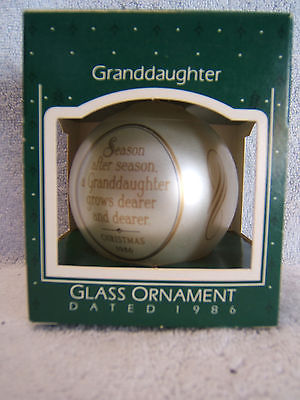 Granddaughter
Season
after season,
a Granddaughter
grows dearer
and dearer.
CHRISTMAS
1986
GLASS ORNAMENT
DATED 1986